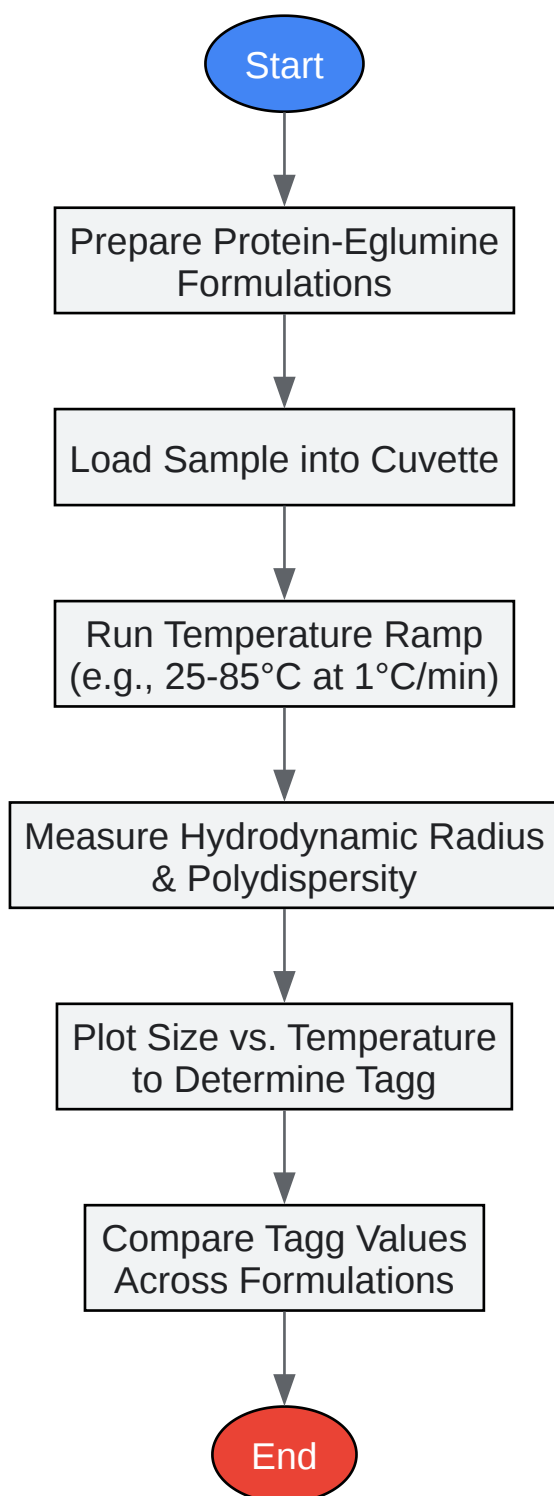 Start
Prepare Protein-Eglumine
Formulations
Load Sample into Cuvette
Run Temperature Ramp
(e.g., 25-85°C at 1°C/min)
Measure Hydrodynamic Radius
& Polydispersity
Plot Size vs. Temperature
to Determine Tagg
Compare Tagg Values
Across Formulations
End